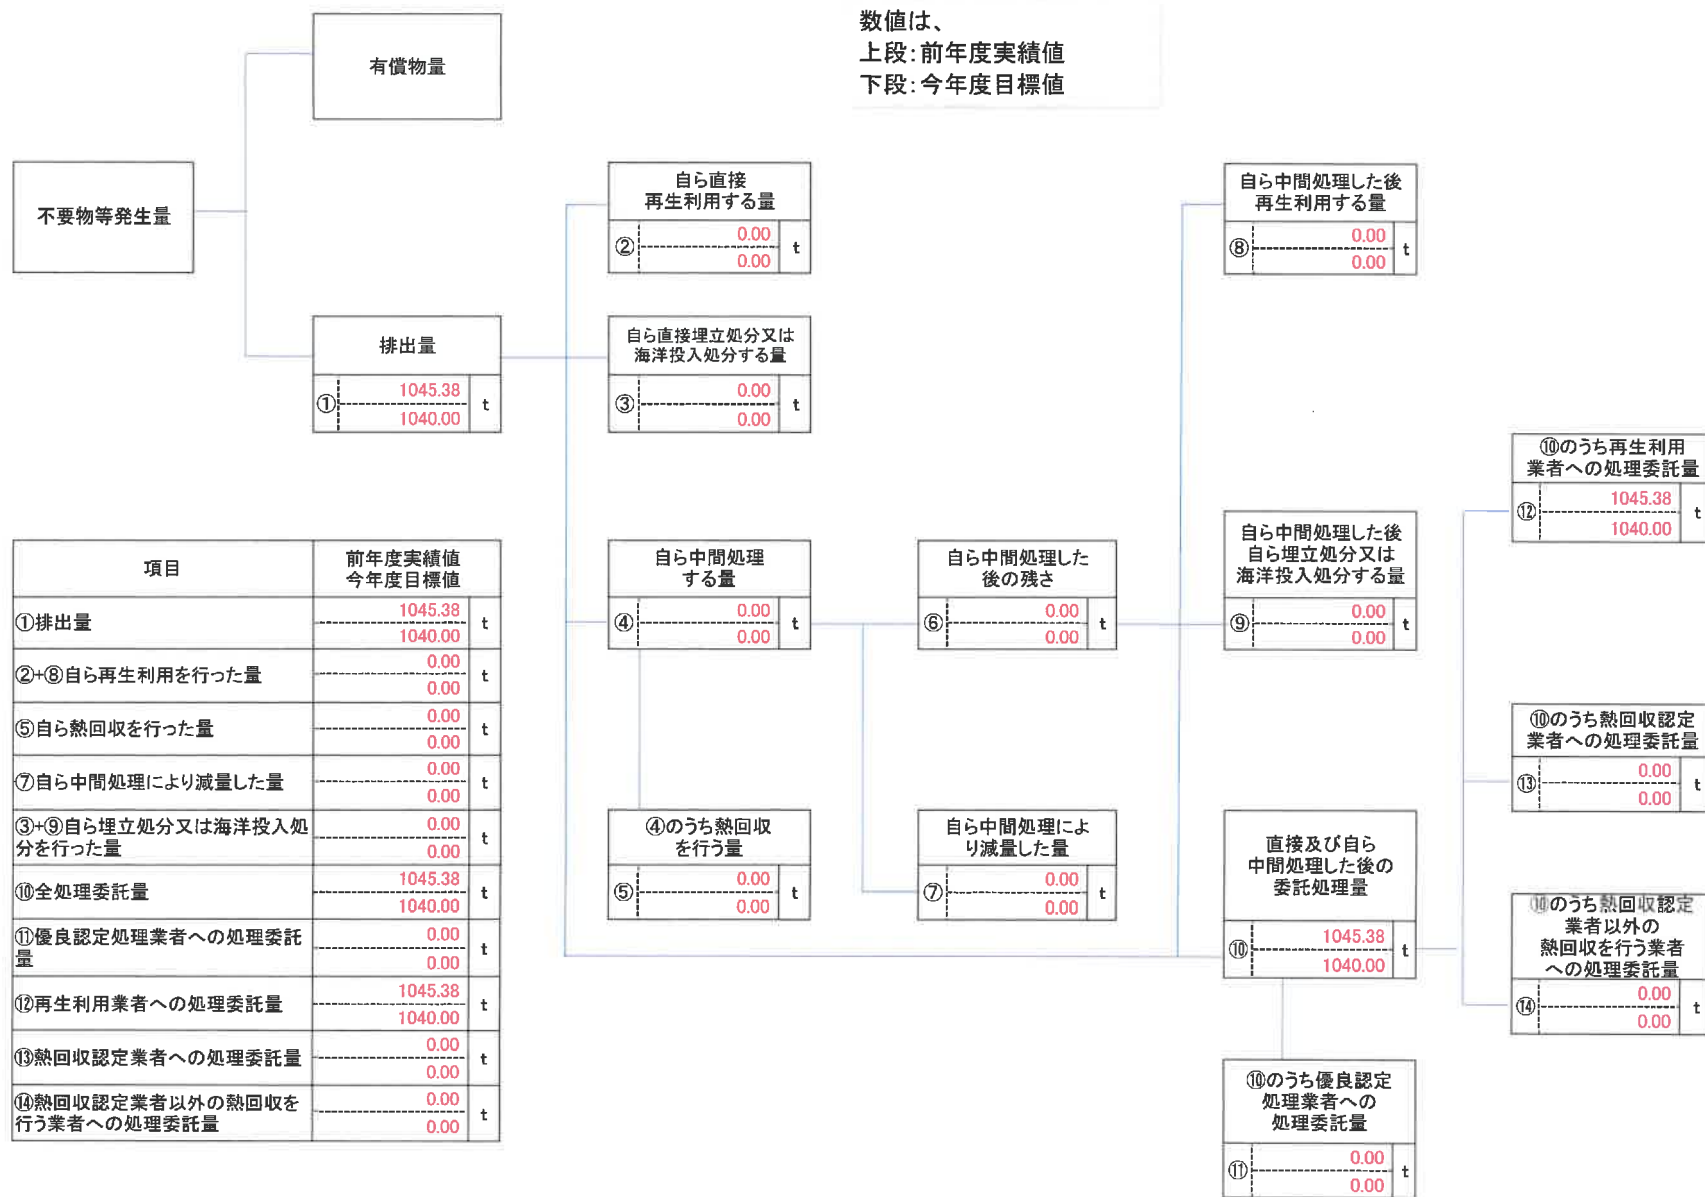 数値は、
上段:前年度実績値
下段:今年度目標値
有償物量
不要物等発生量
排出量
① 1045.38 t
1040.00
自ら直接
再生利用する量
② 0.00 t
0.00
自ら直接埋立処分又は
海洋投入処分する量
③ 0.00 t
0.00
自ら中間処理
する量
④ 0.00 t
0.00
④のうち熱回収
を行う量
⑤ 0.00 t
0.00
自ら中間処理した
後の残さ
⑥ 0.00 t
0.00
自ら中間処理によ
り減量した量
⑦ 0.00 t
0.00
自ら中間処理した後
再生利用する量
⑧ 0.00 t
0.00
自ら中間処理した後
自ら埋立処分又は
海洋投入処分する量
⑨ 0.00 t
0.00
直接及び自ら
中間処理した後の
委託処理量
⑩ 1045.38 t
1040.00
⑩のうち優良認定
処理業者への
処理委託量
⑪ 0.00 t
0.00
⑩のうち再生利用
業者への処理委託量
⑫ 1045.38 t
1040.00
⑩のうち熱回収認定
業者への処理委託量
⑬ 0.00 t
0.00
⑩のうち熱回収認定
業者以外の
熱回収を行う業者
への処理委託量
⑭ 0.00 t
0.00
項目 前年度実績値
今年度目標値
①排出量 1045.38 t
1040.00
②+⑧自ら再生利用を行った量 0.00 t
0.00
⑤自ら熱回収を行った量 0.00 t
0.00
⑦自ら中間処理により減量した量 0.00 t
0.00
③+⑨自ら埋立処分又は海洋投入処 0.00 t
分を行った量 0.00
⑩全処理委託量 1045.38 t
1040.00
⑪優良認定処理業者への処理委託 0.00 t
量 0.00
⑫再生利用業者への処理委託量 1045.38 t
1040.00
⑬熱回収認定業者への処理委託量 0.00 t
0.00
⑭熱回収認定業者以外の熱回収を 0.00 t
行う業者への処理委託量 0.00